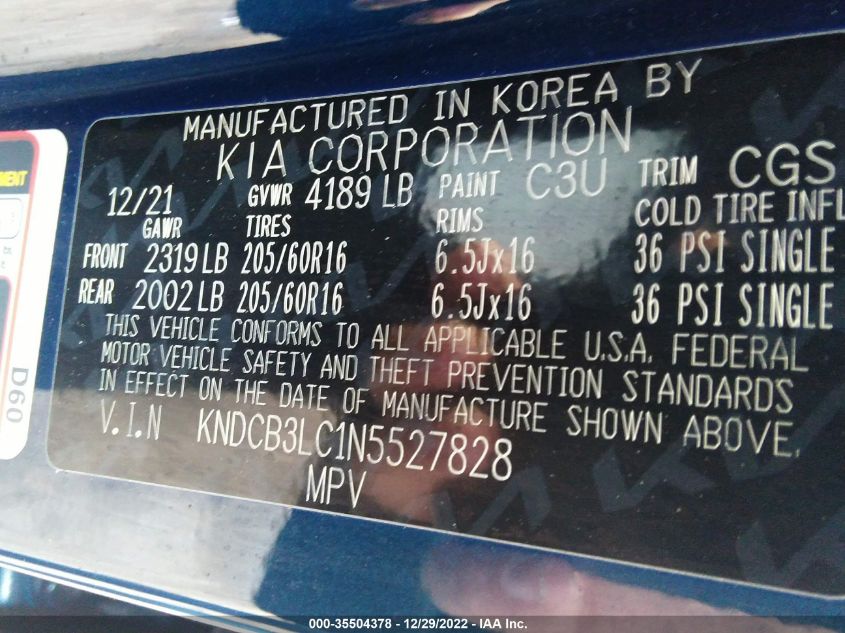 MANUFACTURED IN KOREA BY
KIA CORPORATION
12/21 GVWR 4189 LB PAINT C3U TRIM CGS
GAWR TIRES RIMS COLD TIRE INFL
FRONT 2319 LB 205/60R16 6.5Jx16 36 PSI SINGLE
REAR 2002 LB 205/60R16 6.5Jx16 36 PSI SINGLE
THIS VEHICLE CONFORMS TO ALL APPLICABLE U.S.A. FEDERAL
MOTOR VEHICLE SAFETY AND THEFT PREVENTION STANDARDS
IN EFFECT ON THE DATE OF MANUFACTURE SHOWN ABOVE.
V.I.N KNDCB3LC1N5527828
MPV
D60
000-35504378 - 12/29/2022 - IAA Inc.